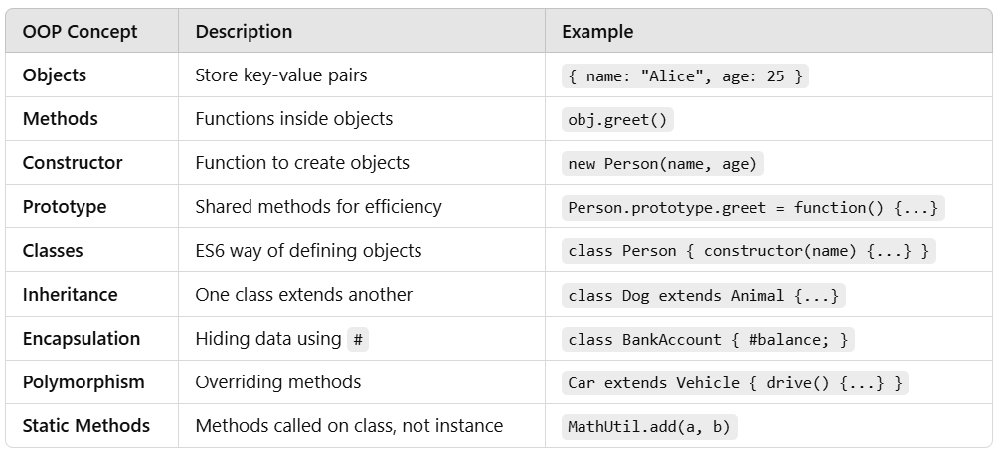 OOP Concept Description Example
Objects Store key-value pairs { name: "Alice", age: 25 }
Methods Functions inside objects obj.greet()
Constructor Function to create objects new Person(name, age)
Prototype Shared methods for efficiency Person.prototype.greet = function() {...}
Classes ES6 way of defining objects class Person { constructor(name) {...} }
Inheritance One class extends another class Dog extends Animal {...}
Encapsulation Hiding data using # class BankAccount { #balance; }
Polymorphism Overriding methods Car extends Vehicle { drive() {...} }
Static Methods Methods called on class, not instance MathUtil.add(a, b)